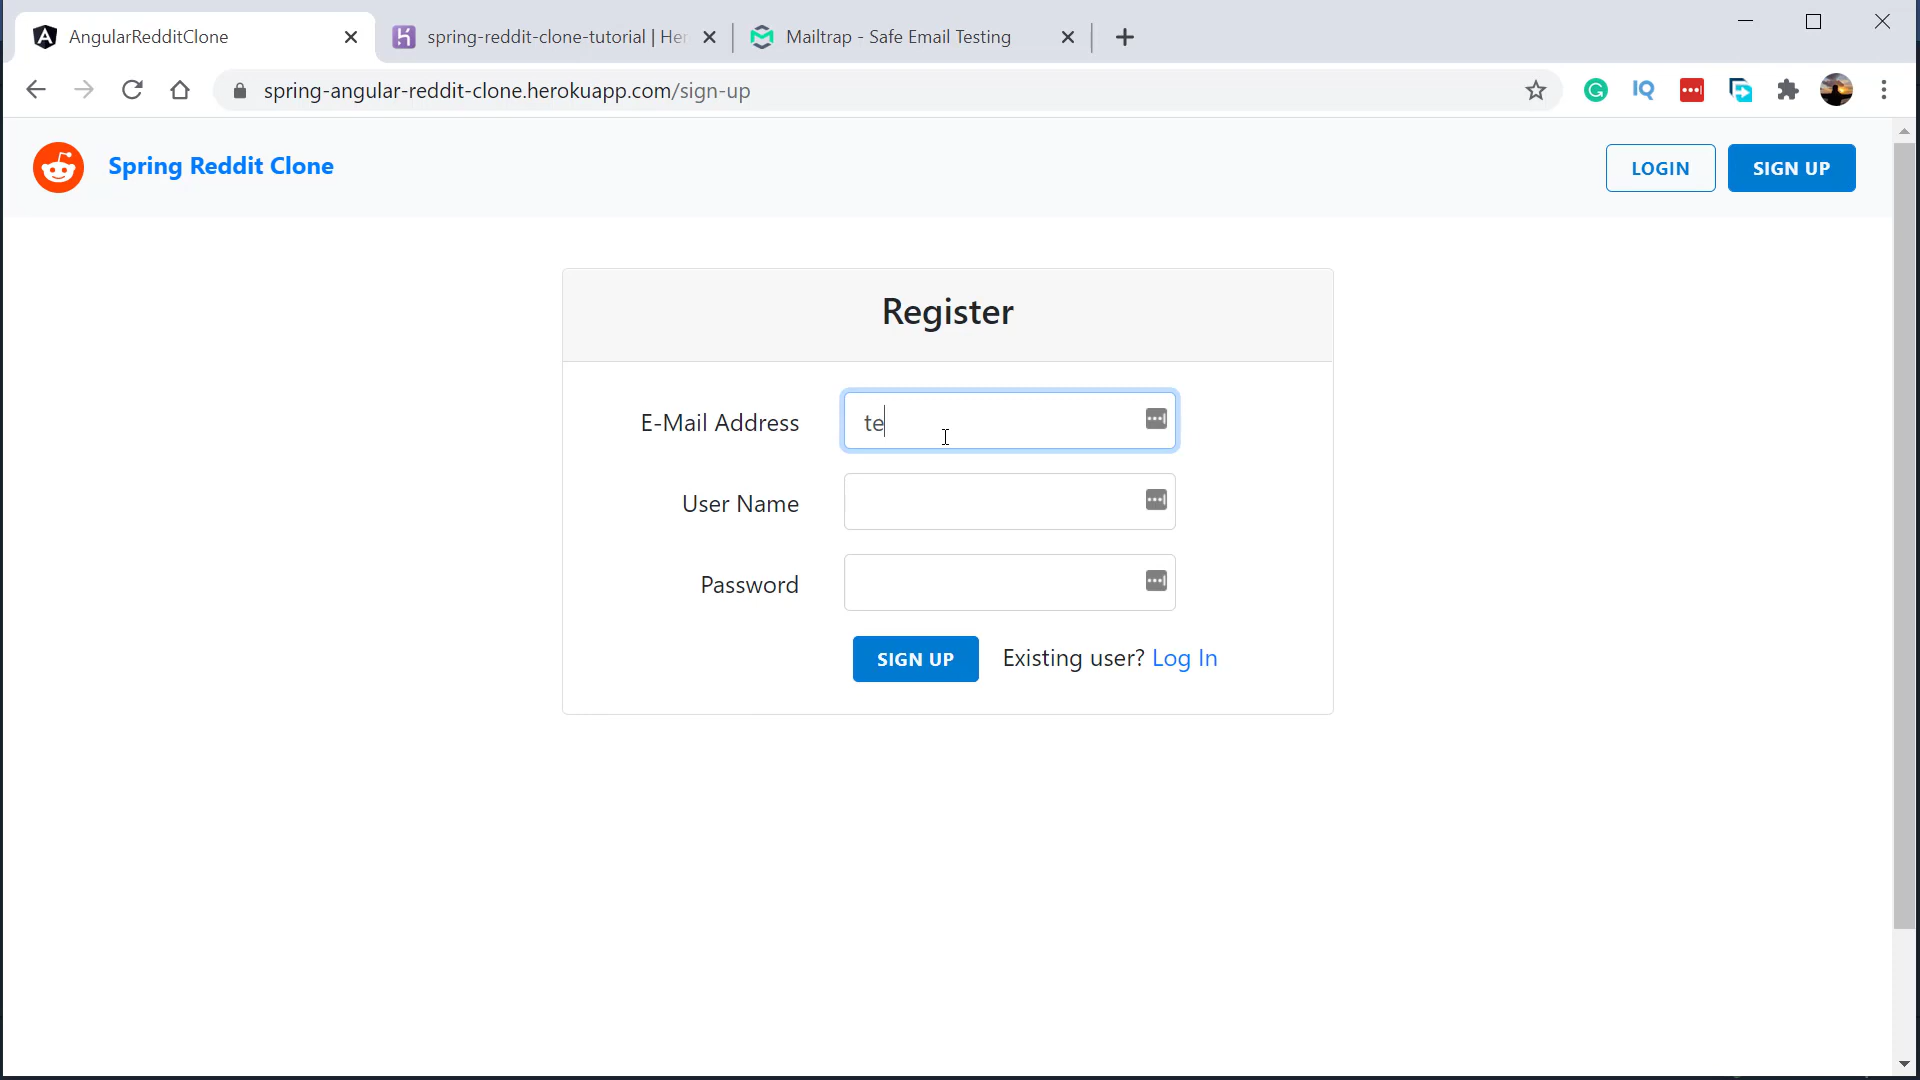 AngularRedditClone
spring-reddit-clone-tutorial | Her
Mailtrap - Safe Email Testing
spring-angular-reddit-clone.herokuapp.com/sign-up
IQ
Spring Reddit Clone
LOGIN
SIGN UP
Register
E-Mail Address
te
User Name
Password
SIGN UP
Existing user? Log In